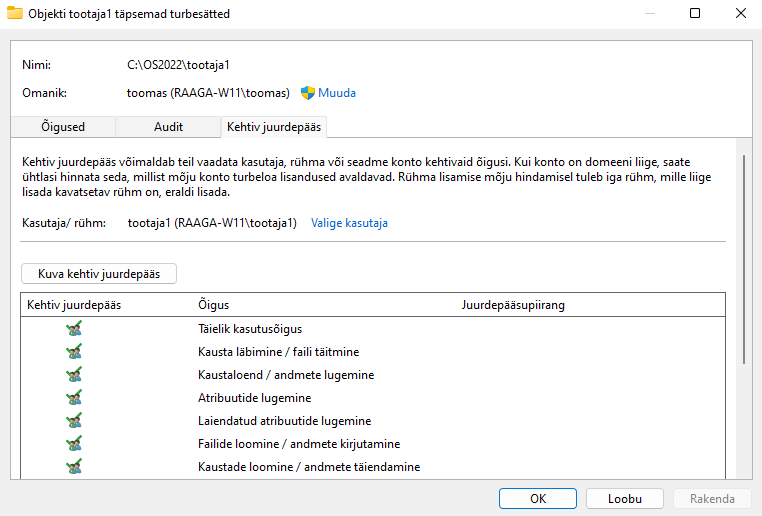 Objekti tootaja1 täpsemad turbesätted
Nimi: C:\OS2022\tootaja1
Omanik: toomas (RAAGA-W11\toomas) Muuda
Õigused Audit Kehtiv juurdepääs
Kehtiv juurdepääs võimaldab teil vaadata kasutaja, rühma või seadme konto kehtivaid õigusi. Kui konto on domeeni liige, saate
ühtlasi hinnata seda, millist mõju konto turbeloa lisandused avaldavad. Rühma lisamise mõju hindamisel tuleb iga rühm, mille liige
lisada kavatsetav rühm on, eraldi lisada.
Kasutaja/ rühm: tootaja1 (RAAGA-W11\tootaja1) Valige kasutaja
Kuva kehtiv juurdepääs
Kehtiv juurdepääs Õigus Juurdepääsupiirang
Täielik kasutusõigus
Kausta läbimine / faili täitmine
Kaustaloend / andmete lugemine
Atribuutide lugemine
Laiendatud atribuutide lugemine
Failide loomine / andmete kirjutamine
Kaustade loomine / andmete täiendamine
OK Loobu Rakenda